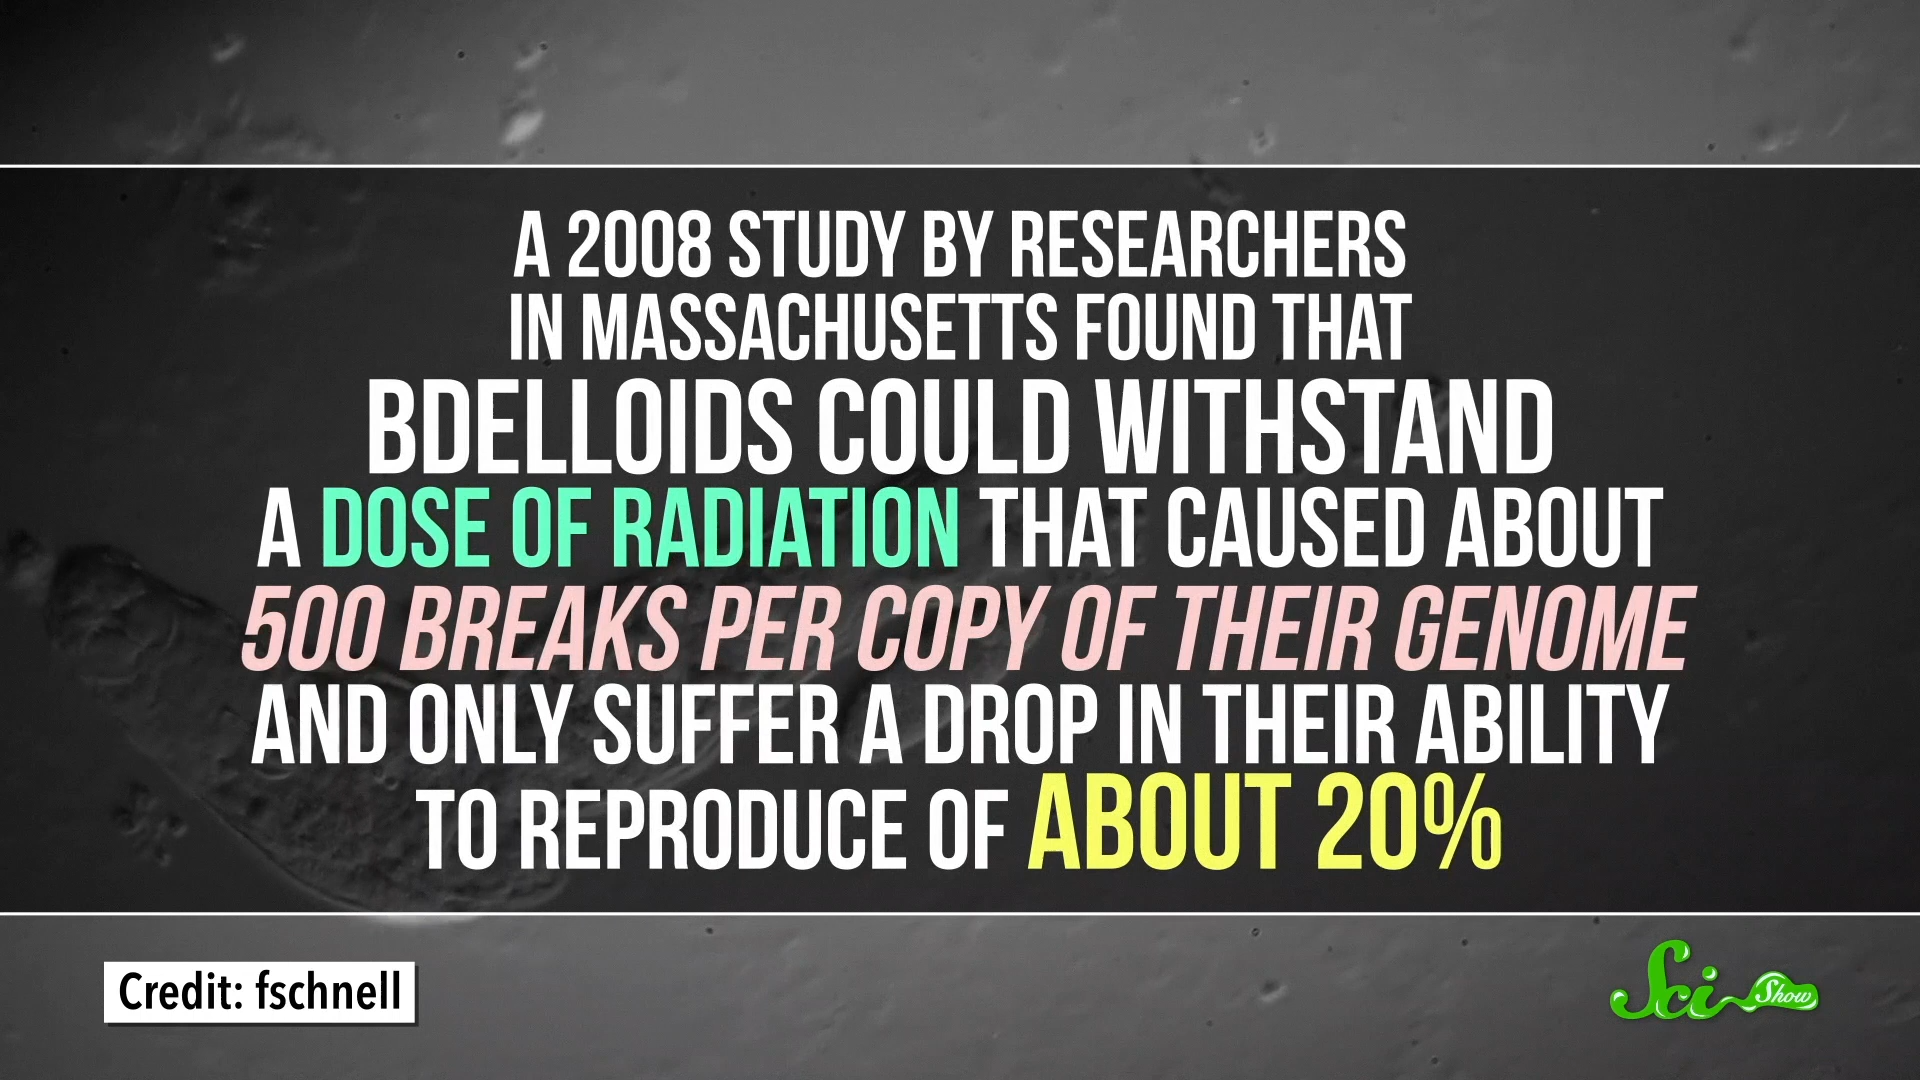 A 2008 STUDY BY RESEARCHERS
IN MASSACHUSETTS FOUND THAT
BDELLOIDS COULD WITHSTAND
A DOSE OF RADIATION THAT CAUSED ABOUT
500 BREAKS PER COPY OF THEIR GENOME
AND ONLY SUFFER A DROP IN THEIR ABILITY
TO REPRODUCE OF ABOUT 20%
Credit: fschnell
Sci Show